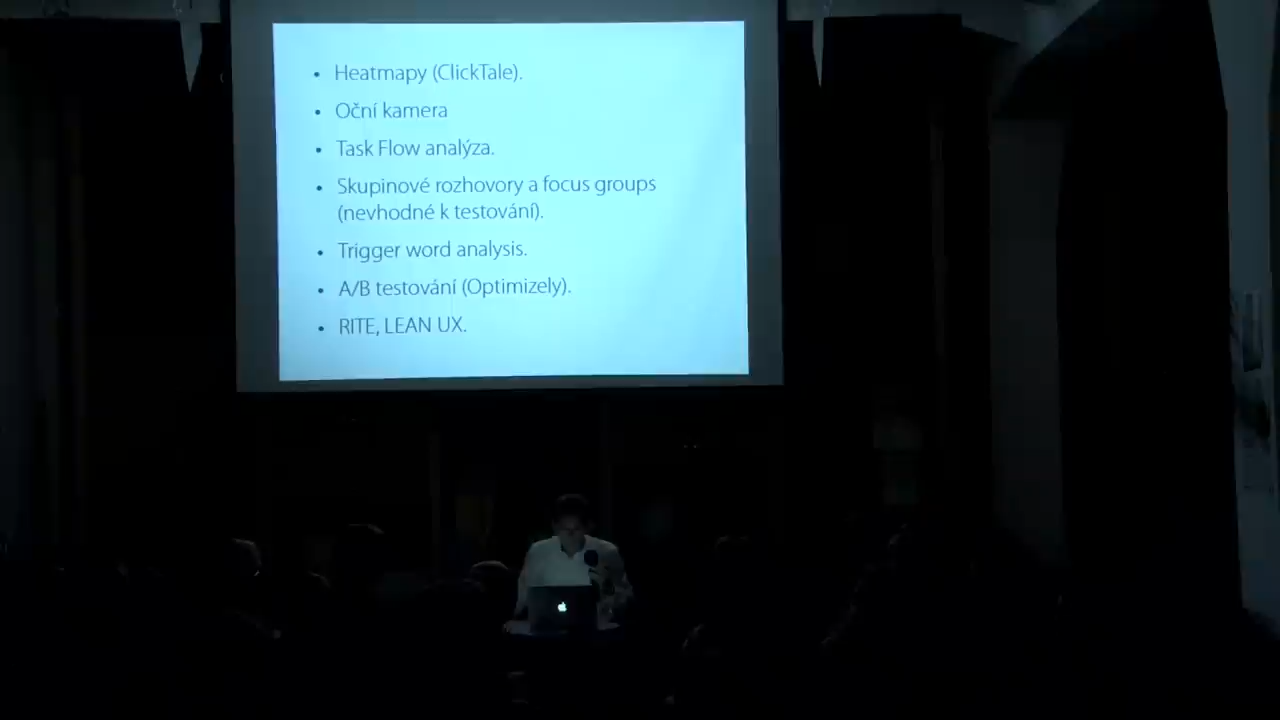 • Heatmapy (ClickTale).
• Oční kamera
• Task Flow analýza.
• Skupinové rozhovory a focus groups
(nevhodné k testování).
• Trigger word analysis.
• A/B testování (Optimizely).
• RITE, LEAN UX.